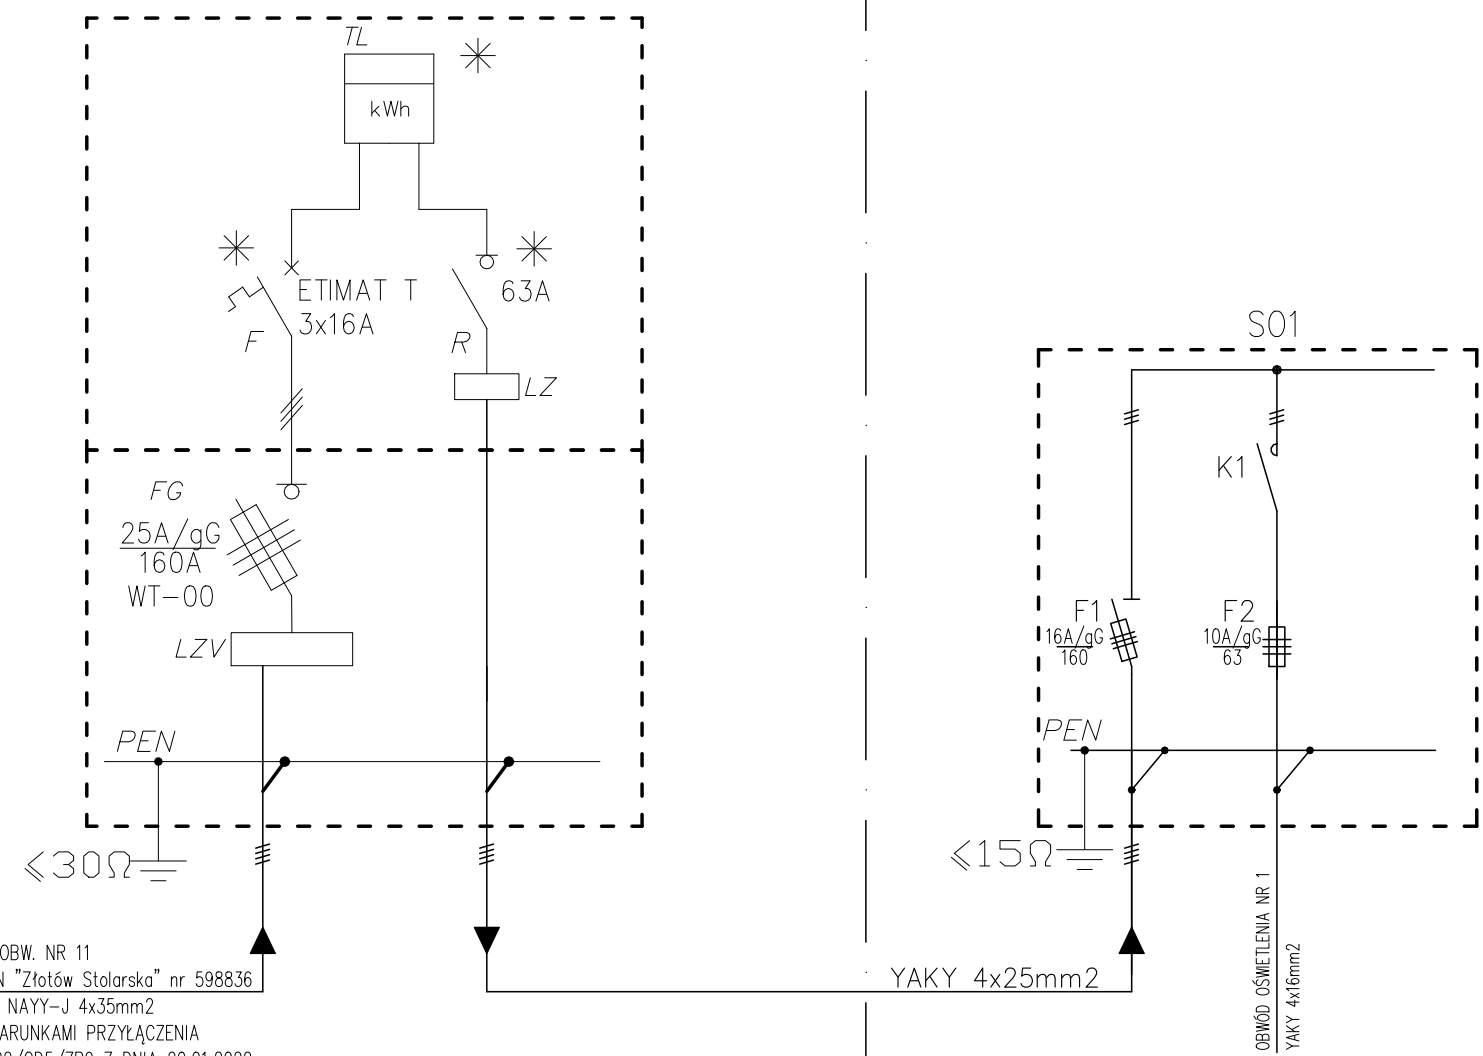 TL
kWh
ETIMAT T
3x16A
F
63A
R
LZ
FG
25A/gG
160A
WT-00
LZV
PEN
⩽30Ω
OBW. NR 11
"Złotów Stolarska" nr 598836
NAYY-J 4x35mm2
ARUNKAMI PRZYŁĄCZENIA
YAKY 4x25mm2
SO1
K1
F1
16A/gG
160
F2
10A/gG
63
PEN
⩽15Ω
OBWÓD OŚWIETLENIA NR 1
YAKY 4x16mm2